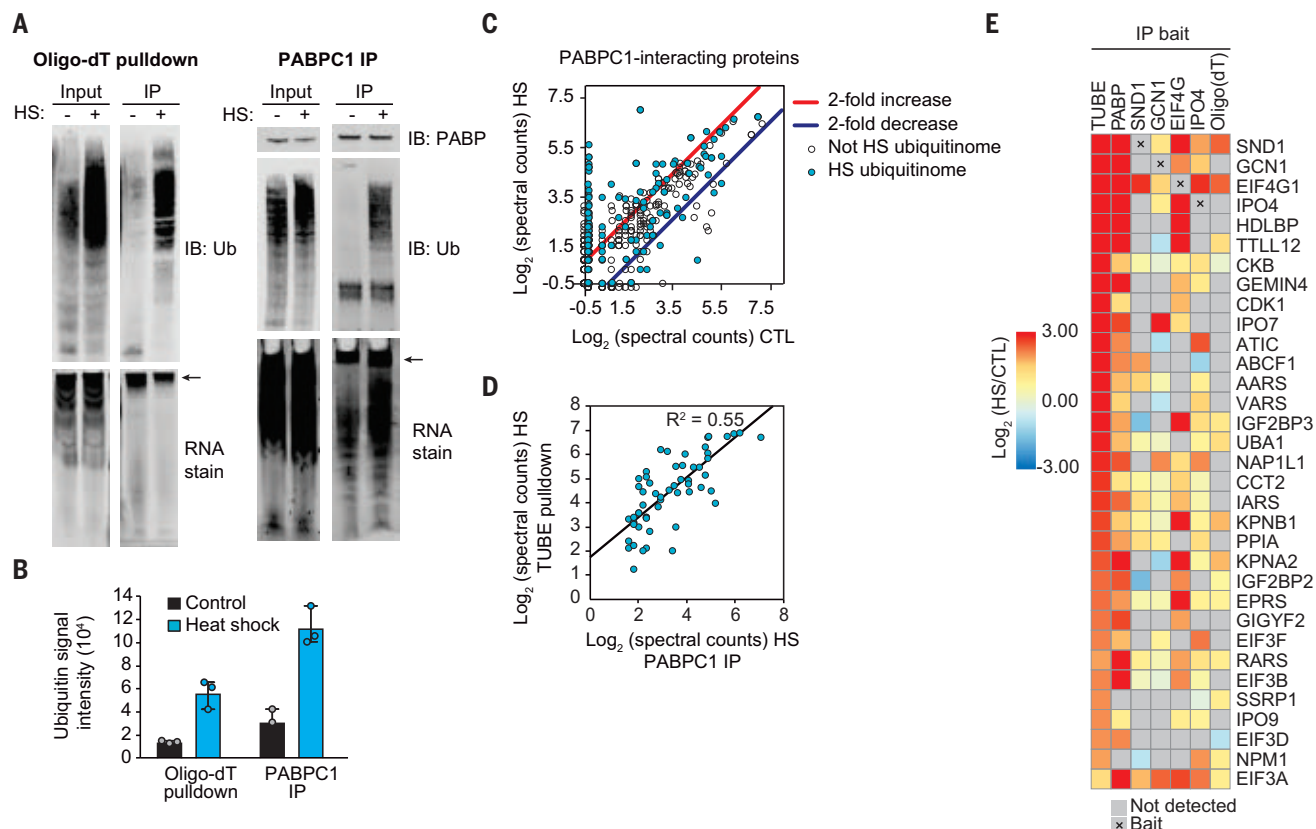 A
Oligo-dT pulldown
PABPC1 IP
Input
IP
Input
IP
HS:
-
+
-
+
HS:
-
+
-
+
IB: PABP
IB: Ub
IB: Ub
RNA
stain
RNA
stain
B
Control
Heat shock
Ubiquitin signal
intensity (10⁴)
14
12
10
8
6
4
2
0
Oligo-dT
pulldown
PABPC1
IP
C
PABPC1-interacting proteins
Log₂ (spectral counts) HS
7.5
5.5
3.5
1.5
-0.5
-0.5
1.5
3.5
5.5
7.5
Log₂ (spectral counts) CTL
2-fold increase
2-fold decrease
Not HS ubiquitinome
HS ubiquitinome
D
R² = 0.55
Log₂ (spectral counts) HS
TUBE pulldown
8
7
6
5
4
3
2
1
0
0
2
4
6
8
Log₂ (spectral counts) HS
PABPC1 IP
E
IP bait
TUBE
PABP
SND1
GCN1
EIF4G
IPO4
Oligo(dT)
SND1
GCN1
EIF4G1
IPO4
HDLBP
TTLL12
CKB
GEMIN4
CDK1
IPO7
ATIC
ABCF1
AARS
VARS
IGF2BP3
UBA1
NAP1L1
CCT2
IARS
KPNB1
PPIA
KPNA2
IGF2BP2
EPRS
GIGYF2
EIF3F
RARS
EIF3B
SSRP1
IPO9
EIF3D
NPM1
EIF3A
Log₂ (HS/CTL)
3.00
0.00
-3.00
Not detected
× Bait